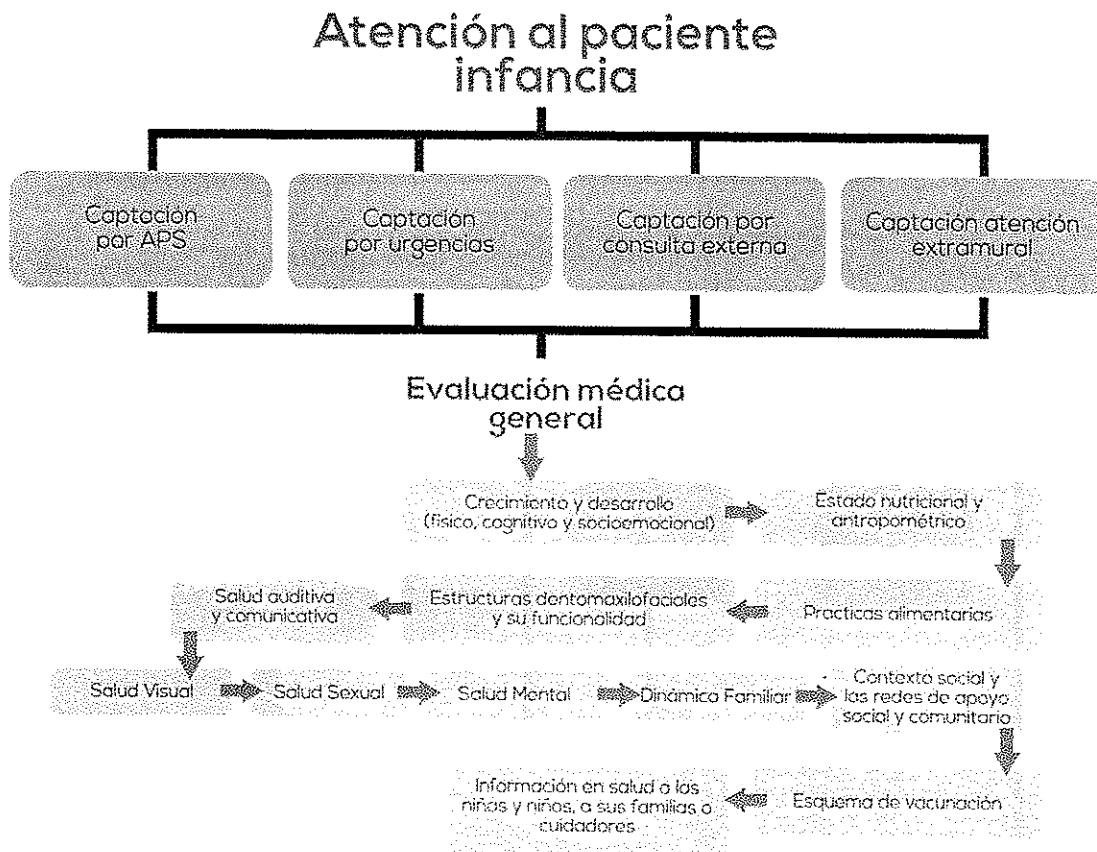 Atención al paciente
infancia
Captación
por APS
Captación
por urgencias
Captación por
consulta externa
Captación atención
extramural
Evaluación médica
general
Crecimiento y desarrollo
(físico, cognitivo y socioemocional)
Estado nutricional y
antropométrico
Practicas alimentarias
Estructuras dentomaxilofaciales
y su funcionalidad
Salud auditiva
y comunicativa
Salud Visual
Salud Sexual
Salud Mental
Dinámica Familiar
Contexto social y
las redes de apoyo
social y comunitario
Esquema de vacunación
Información en salud a las
niñas y niños, a sus familias o
cuidadores